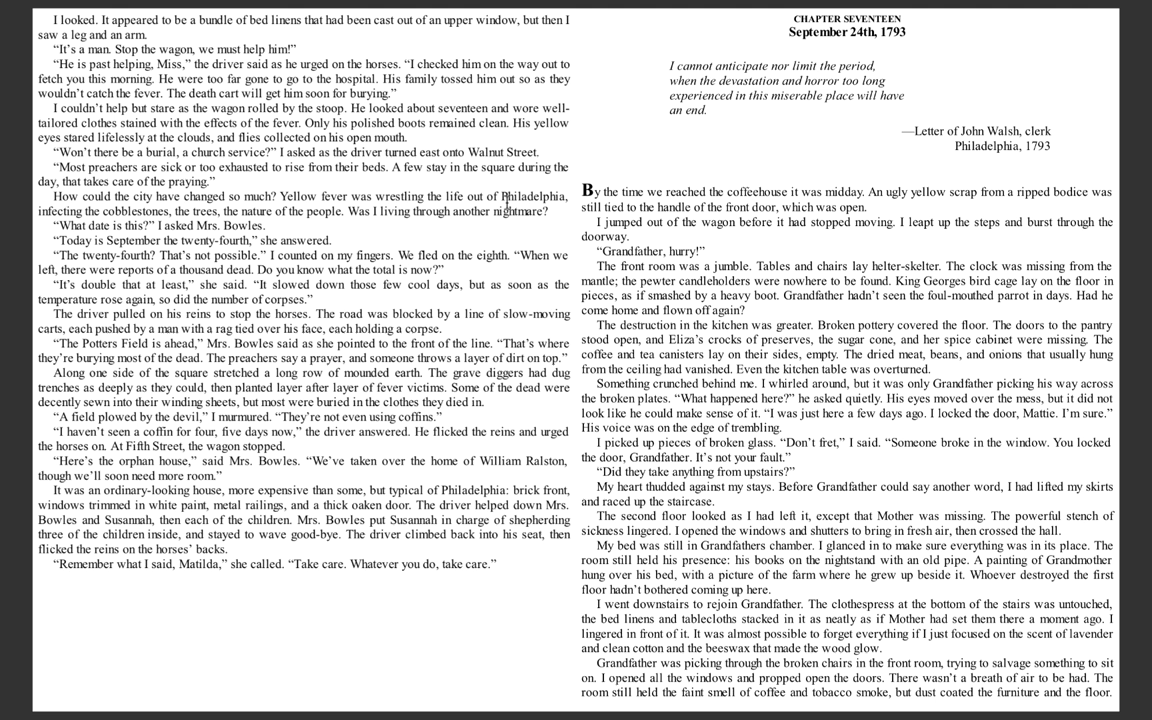 I looked. It appeared to be a bundle of bed linens that had been cast out of an upper window, but then I
saw a leg and an arm.
“It’s a man. Stop the wagon, we must help him!”
“He is past helping, Miss,” the driver said as he urged on the horses. “I checked him on the way out to
fetch you this morning. He were too far gone to go to the hospital. His family tossed him out so as they
wouldn’t catch the fever. The death cart will get him soon for burying.”
I couldn’t help but stare as the wagon rolled by the stoop. He looked about seventeen and wore well-
tailored clothes stained with the effects of the fever. Only his polished boots remained clean. His yellow
eyes stared lifelessly at the clouds, and flies collected on his open mouth.
“Won’t there be a burial, a church service?” I asked as the driver turned east onto Walnut Street.
“Most preachers are sick or too exhausted to rise from their beds. A few stay in the square during the
day, that takes care of the praying.”
How could the city have changed so much? Yellow fever was wrestling the life out of Philadelphia,
infecting the cobblestones, the trees, the nature of the people. Was I living through another nightmare?
“What date is this?” I asked Mrs. Bowles.
“Today is September the twenty-fourth,” she answered.
“The twenty-fourth? That’s not possible.” I counted on my fingers. We fled on the eighth. “When we
left, there were reports of a thousand dead. Do you know what the total is now?”
“It’s double that at least,” she said. “It slowed down those few cool days, but as soon as the
temperature rose again, so did the number of corpses.”
The driver pulled on his reins to stop the horses. The road was blocked by a line of slow-moving
carts, each pushed by a man with a rag tied over his face, each holding a corpse.
“The Potters Field is ahead,” Mrs. Bowles said as she pointed to the front of the line. “That’s where
they’re burying most of the dead. The preachers say a prayer, and someone throws a layer of dirt on top.”
Along one side of the square stretched a long row of mounded earth. The grave diggers had dug
trenches as deeply as they could, then planted layer after layer of fever victims. Some of the dead were
decently sewn into their winding sheets, but most were buried in the clothes they died in.
“A field plowed by the devil,” I murmured. “They’re not even using coffins.”
“I haven’t seen a coffin for four, five days now,” the driver answered. He flicked the reins and urged
the horses on. At Fifth Street, the wagon stopped.
“Here’s the orphan house,” said Mrs. Bowles. “We’ve taken over the home of William Ralston,
though we’ll soon need more room.”
It was an ordinary-looking house, more expensive than some, but typical of Philadelphia: brick front,
windows trimmed in white paint, metal railings, and a thick oaken door. The driver helped down Mrs.
Bowles and Susannah, then each of the children. Mrs. Bowles put Susannah in charge of shepherding
three of the children inside, and stayed to wave good-bye. The driver climbed back into his seat, then
flicked the reins on the horses’ backs.
“Remember what I said, Matilda,” she called. “Take care. Whatever you do, take care.”
CHAPTER SEVENTEEN
September 24th, 1793
I cannot anticipate nor limit the period,
when the devastation and horror too long
experienced in this miserable place will have
an end.
—Letter of John Walsh, clerk
Philadelphia, 1793
By the time we reached the coffeehouse it was midday. An ugly yellow scrap from a ripped bodice was
still tied to the handle of the front door, which was open.
I jumped out of the wagon before it had stopped moving. I leapt up the steps and burst through the
doorway.
“Grandfather, hurry!”
The front room was a jumble. Tables and chairs lay helter-skelter. The clock was missing from the
mantle; the pewter candleholders were nowhere to be found. King Georges bird cage lay on the floor in
pieces, as if smashed by a heavy boot. Grandfather hadn’t seen the foul-mouthed parrot in days. Had he
come home and flown off again?
The destruction in the kitchen was greater. Broken pottery covered the floor. The doors to the pantry
stood open, and Eliza’s crocks of preserves, the sugar cone, and her spice cabinet were missing. The
coffee and tea canisters lay on their sides, empty. The dried meat, beans, and onions that usually hung
from the ceiling had vanished. Even the kitchen table was overturned.
Something crunched behind me. I whirled around, but it was only Grandfather picking his way across
the broken plates. “What happened here?” he asked quietly. His eyes moved over the mess, but it did not
look like he could make sense of it. “I was just here a few days ago. I locked the door, Mattie. I’m sure.”
His voice was on the edge of trembling.
I picked up pieces of broken glass. “Don’t fret,” I said. “Someone broke in the window. You locked
the door, Grandfather. It’s not your fault.”
“Did they take anything from upstairs?”
My heart thudded against my stays. Before Grandfather could say another word, I had lifted my skirts
and raced up the staircase.
The second floor looked as I had left it, except that Mother was missing. The powerful stench of
sickness lingered. I opened the windows and shutters to bring in fresh air, then crossed the hall.
My bed was still in Grandfathers chamber. I glanced in to make sure everything was in its place. The
room still held his presence: his books on the nightstand with an old pipe. A painting of Grandmother
hung over his bed, with a picture of the farm where he grew up beside it. Whoever destroyed the first
floor hadn’t bothered coming up here.
I went downstairs to rejoin Grandfather. The clothespress at the bottom of the stairs was untouched,
the bed linens and tablecloths stacked in it as neatly as if Mother had set them there a moment ago. I
lingered in front of it. It was almost possible to forget everything if I just focused on the scent of lavender
and clean cotton and the beeswax that made the wood glow.
Grandfather was picking through the broken chairs in the front room, trying to salvage something to sit
on. I opened all the windows and propped open the doors. There wasn’t a breath of air to be had. The
room still held the faint smell of coffee and tobacco smoke, but dust coated the furniture and the floor.